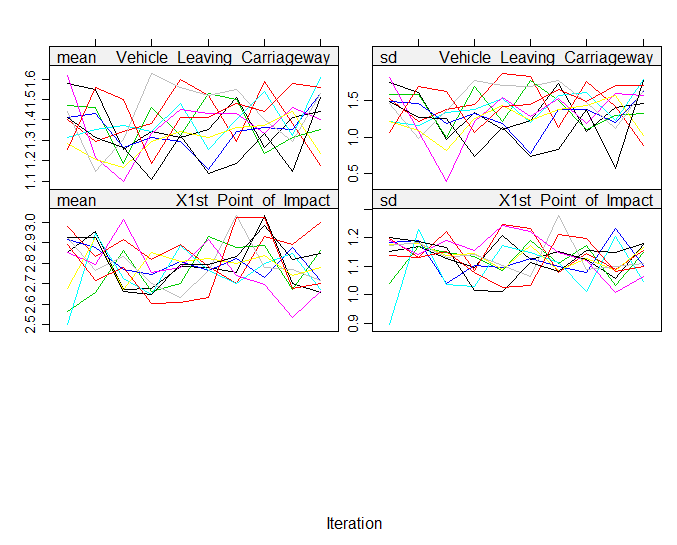 mean Vehicle Leaving Carriageway
sd Vehicle Leaving Carriageway
1.1 1.2 1.3 1.4 1.5 1.6
0.5 1.0 1.5
mean X1st Point of Impact
sd X1st Point of Impact
2.5 2.6 2.7 2.8 2.9 3.0
0.9 1.0 1.1 1.2
Iteration